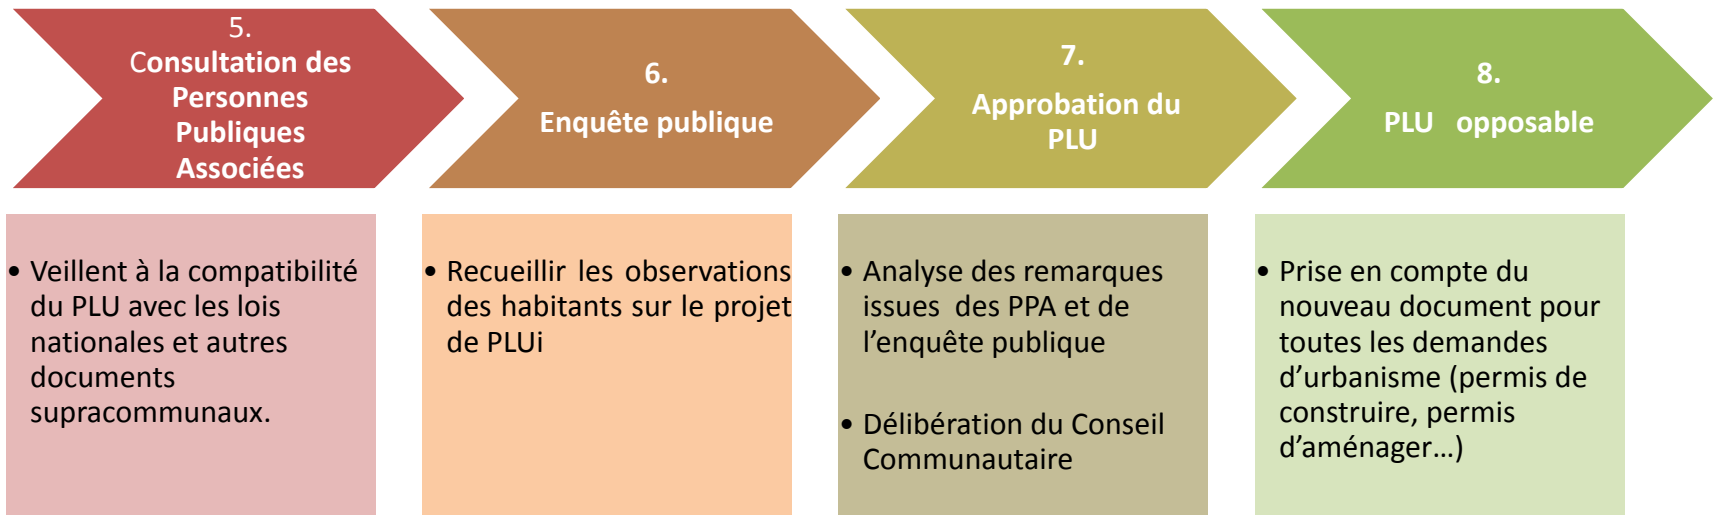 5.
Consultation des
Personnes
Publiques
Associées
6.
Enquête publique
7.
Approbation du
PLU
8.
PLU opposable
• Veillent à la compatibilité
du PLU avec les lois
nationales et autres
documents
supracommunaux.
• Recueillir les observations
des habitants sur le projet
de PLUi
• Analyse des remarques
issues des PPA et de
l’enquête publique
• Délibération du Conseil
Communautaire
• Prise en compte du
nouveau document pour
toutes les demandes
d’urbanisme (permis de
construire, permis
d’aménager…)